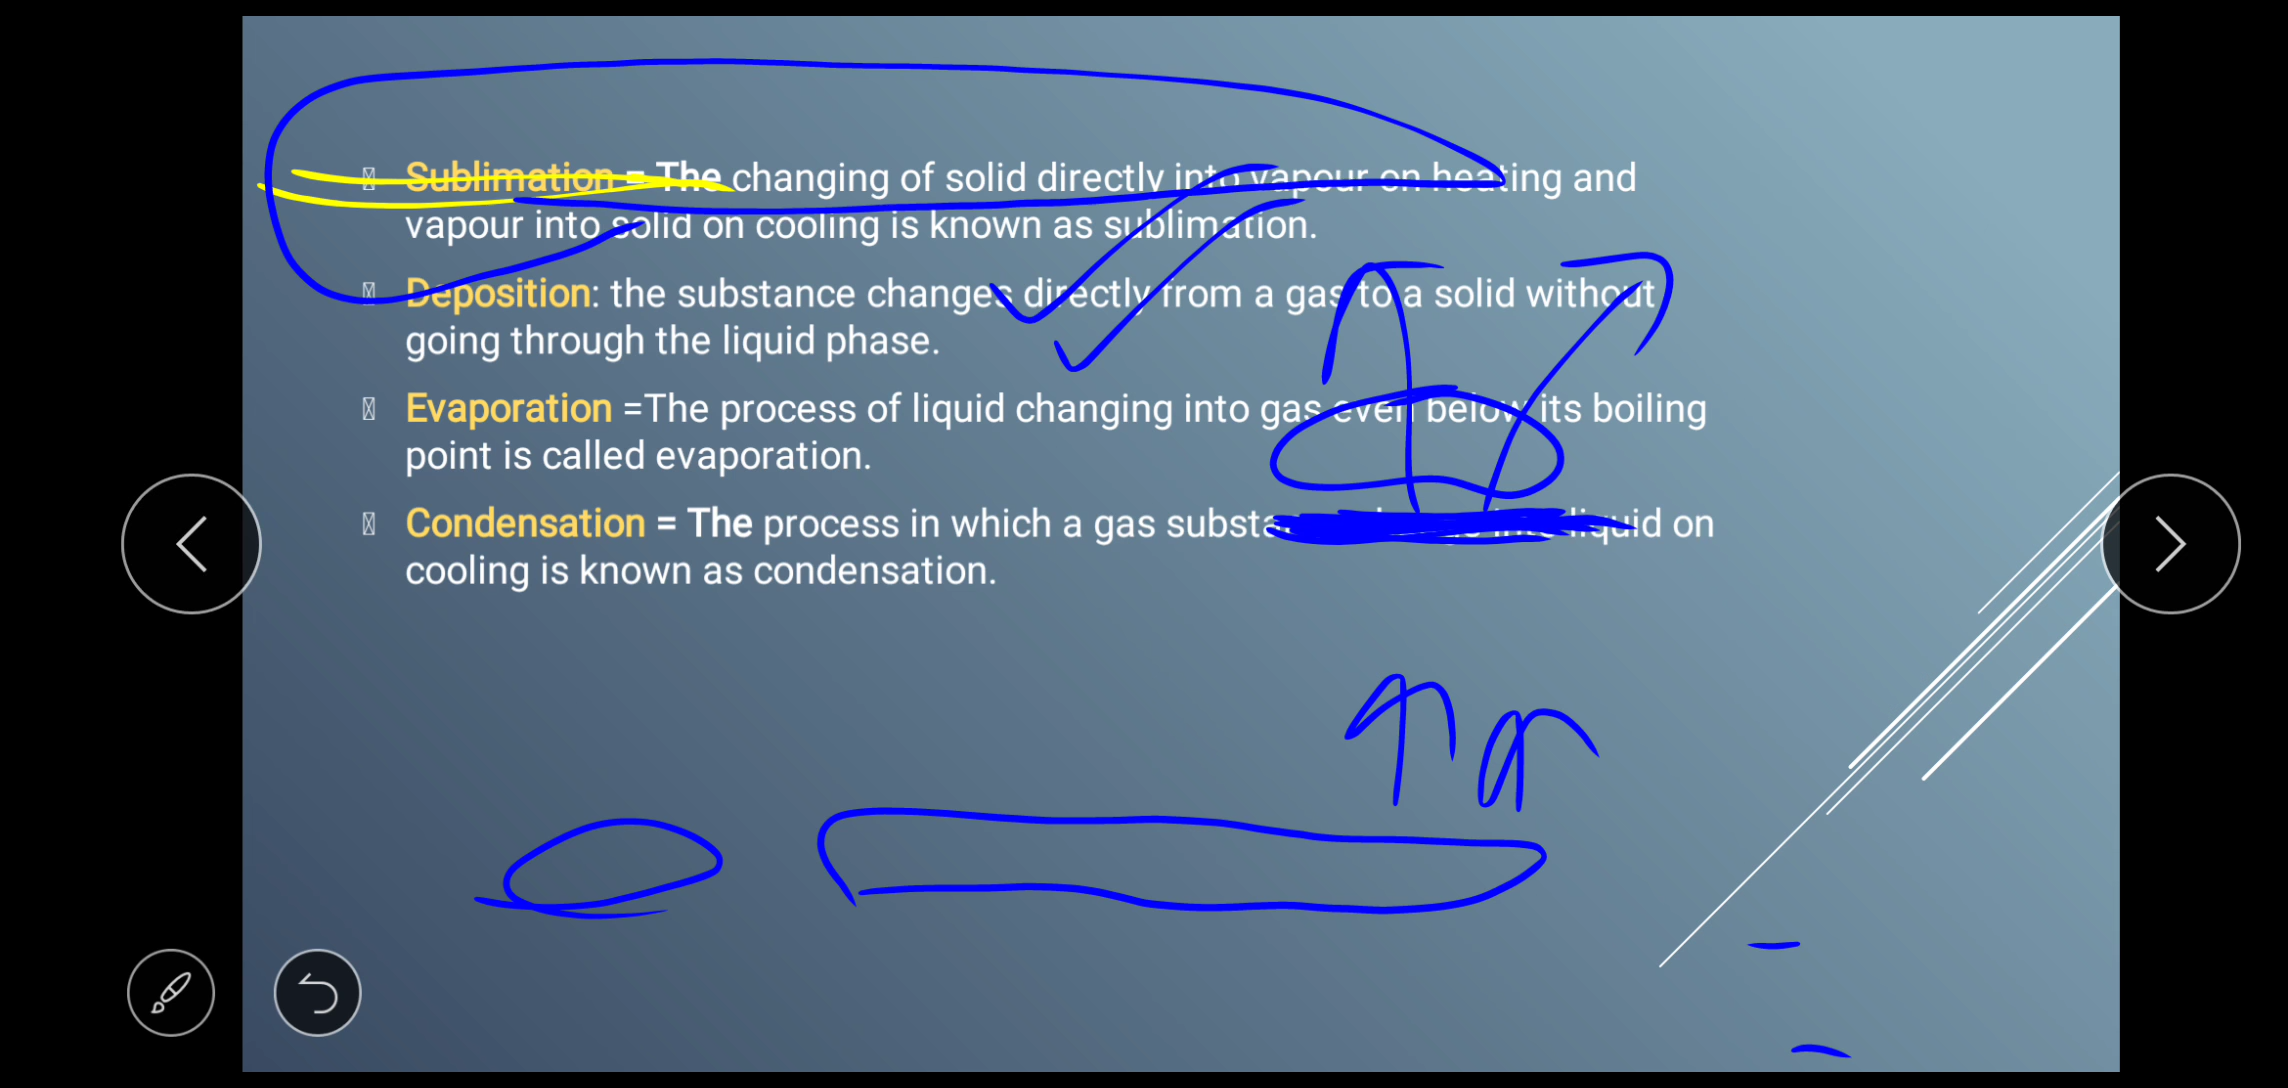 Sublimation = The changing of solid directly into vapour on heating and
vapour into solid on cooling is known as sublimation.
Deposition: the substance changes directly from a gas to a solid without
going through the liquid phase.
Evaporation =The process of liquid changing into gas even below its boiling
point is called evaporation.
Condensation = The process in which a gas liquid on
cooling is known as condensation.